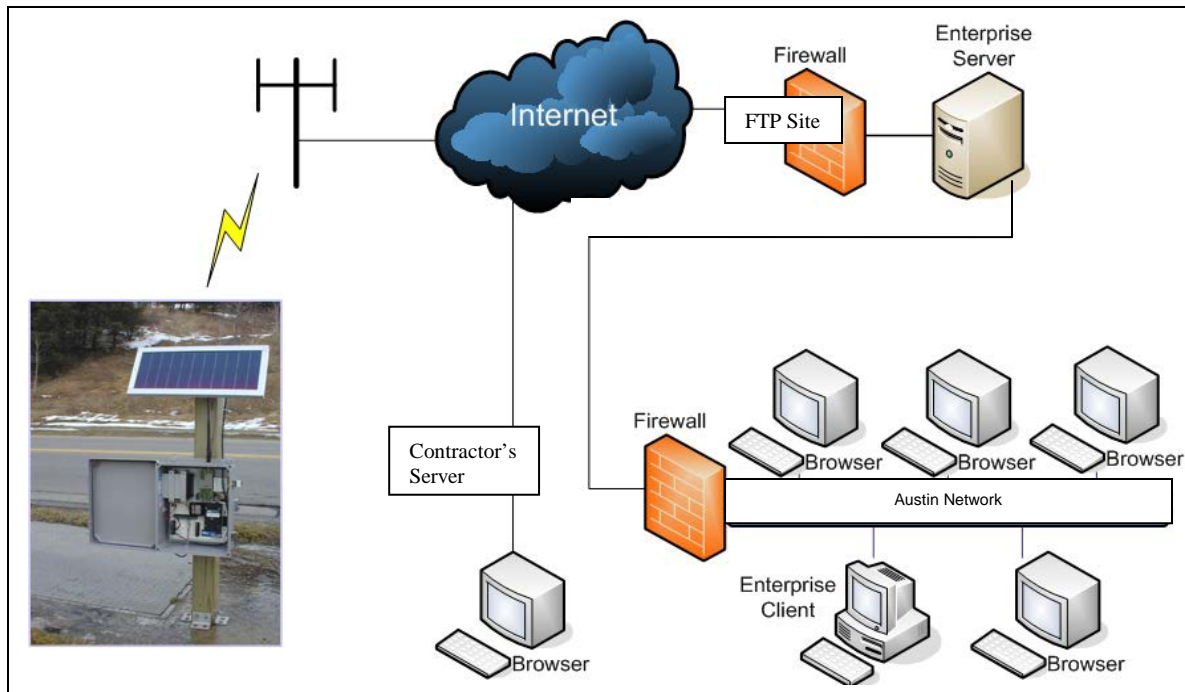 Enterprise
Server
Firewall
Internet
FTP Site
Contractor's
Server
Firewall
Browser
Browser
Browser
Austin Network
Enterprise
Client
Browser
Browser